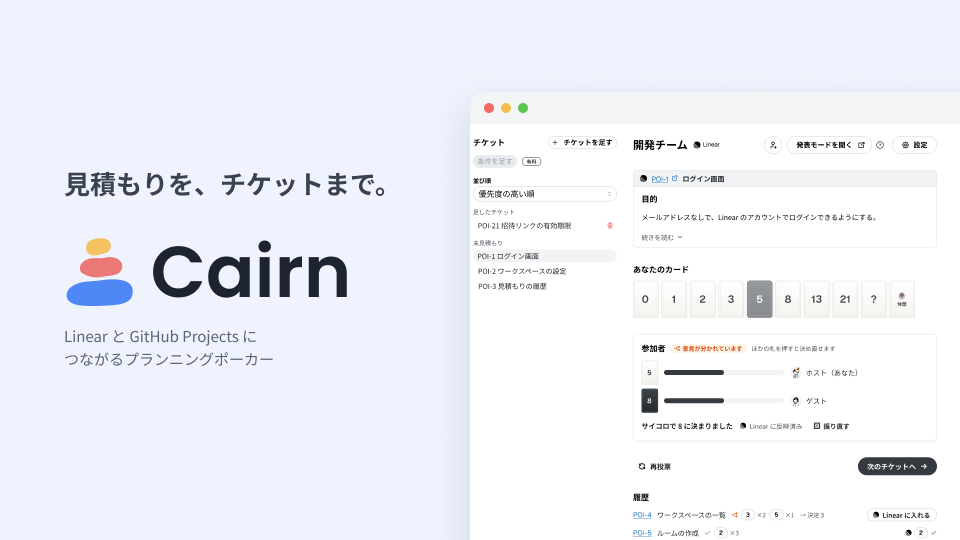 見積もりを、チケットまで。
Cairn
Linear と GitHub Projects に
つながるプランニングポーカー
チケット
+ チケットを足す
条件を足す
有料
並び順
優先度の高い順
足したチケット
POI-21 招待リンクの有効期限
未見積もり
POI-1 ログイン画面
POI-2 ワークスペースの設定
POI-3 見積もりの履歴
開発チーム Linear
発表モードを開く
設定
POI-1 ログイン画面
目的
メールアドレスなしで、Linear のアカウントでログインできるようにする。
続きを読む
あなたのカード
0 1 2 3 5 8 13 21 ? 休憩
参加者 意見が分かれています ほかの札を押すと決め直せます
5 ホスト（あなた）
8 ゲスト
サイコロで 8 に決まりました Linear に反映済み 振り直す
再投票
次のチケットへ →
履歴
POI-4 ワークスペースの一覧 3 ×2 5 ×1 → 決定 3 Linear に入れる
POI-5 ルームの作成 ✓ 2 ×3 2 ✓